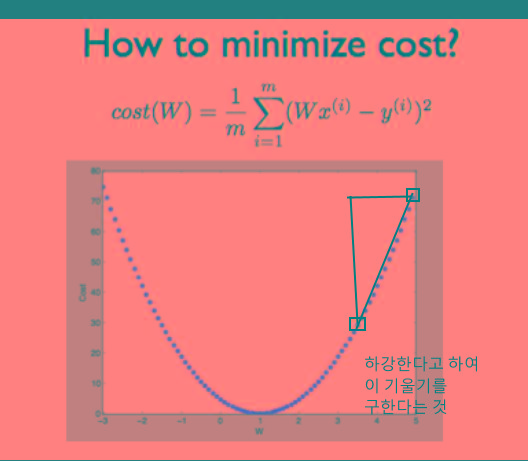 How to minimize cost?
cost(W) = \frac{1}{m} \sum_{i=1}^{m} (Wx^{(i)} - y^{(i)})^2
80
70
60
50
40
30
20
10
0
Cost
-3 -2 -1 0 1 2 3 4 5
W
하강한다고 하여
이 기울기를
구한다는 것